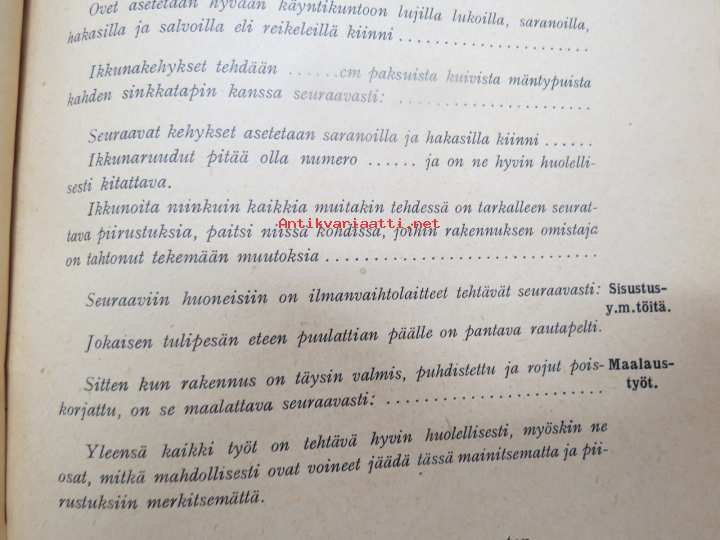 Ovet asetetaan hyvään käyntikuntoon lujilla lukoilla, saranoilla,
hakasilla ja salvoilla eli reikeleillä kiinni ......................
Ikkunakehykset tehdään ......cm paksuista kuivista mäntypuista
kahden sinkkatapin kanssa seuraavasti: ......................
Seuraavat kehykset asetetaan saranoilla ja hakasilla kiinni ......
Ikkunaruudut pitää olla numero ...... ja on ne hyvin huolelli-
sesti kitattava.
Ikkunoita niinkuin kaikkia muitakin tehdessä on tarkalleen seurat-
Antikvariaatti.net
tava piirustuksia, paitsi niissä kohdissa, joihin rakennuksen omistaja
on tahtonut tekemään muutoksia ................................
Seuraaviin huoneisiin on ilmanvaihtolaitteet tehtävät seuraavasti: Sisustus-
y.m.töitä.
Jokaisen tulipesän eteen puulattian päälle on pantava rautapelti.
Sitten kun rakennus on täysin valmis, puhdistettu ja rojut pois- Maalaus-
korjattu, on se maalattava seuraavasti: ......................... työt.
Yleensä kaikki työt on tehtävä hyvin huolellisesti, myöskin ne
osat, mitkä mahdollisesti ovat voineet jäädä tässä mainitsematta ja pii-
rustuksiin merkitsemättä.